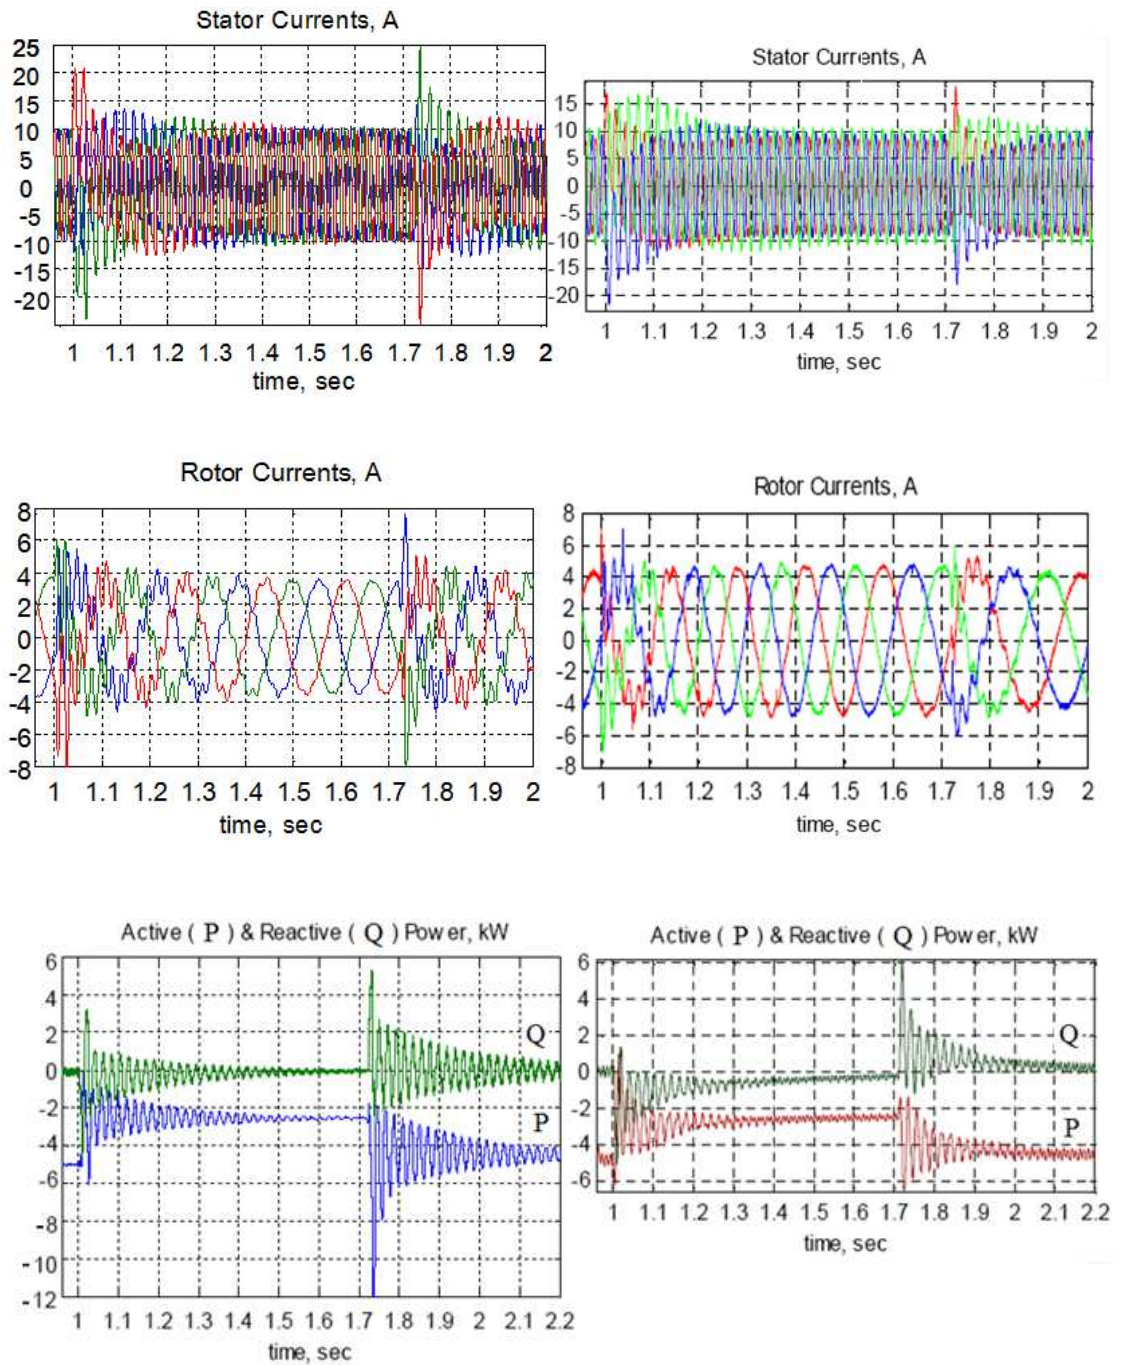 Stator Currents, A
25
20
15
10
5
0
-5
-10
-15
-20
1 1.1 1.2 1.3 1.4 1.5 1.6 1.7 1.8 1.9 2
time, sec
Stator Currents, A
15
10
5
0
-5
-10
-15
-20
1 1.1 1.2 1.3 1.4 1.5 1.6 1.7 1.8 1.9 2
time, sec
Rotor Currents, A
8
6
4
2
0
-2
-4
-6
-8
1 1.1 1.2 1.3 1.4 1.5 1.6 1.7 1.8 1.9 2
time, sec
Rotor Currents, A
8
6
4
2
0
-2
-4
-6
-8
1 1.1 1.2 1.3 1.4 1.5 1.6 1.7 1.8 1.9 2
time, sec
Active ( P ) & Reactive ( Q ) Power, kW
6
4
2
0
-2
-4
-6
-8
-10
-12
Q
P
1 1.1 1.2 1.3 1.4 1.5 1.6 1.7 1.8 1.9 2 2.1 2.2
time, sec
Active ( P ) & Reactive ( Q ) Power, kW
6
4
2
0
-2
-4
-6
Q
P
1 1.1 1.2 1.3 1.4 1.5 1.6 1.7 1.8 1.9 2 2.1 2.2
time, sec